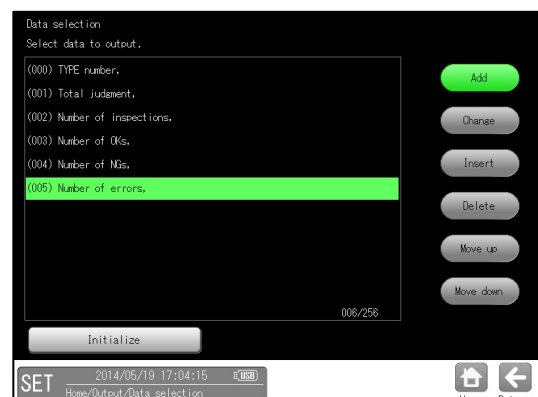 Data selection
Select data to output.
(000) TYPE number,
(001) Total judgment,
(002) Number of inspections,
(003) Number of OKs,
(004) Number of NGs,
(005) Number of errors,
006/256
Add
Change
Insert
Delete
Move up
Move down
Initialize
SET
2014/05/19 17:04:15
USB
Home/Output/Data selection